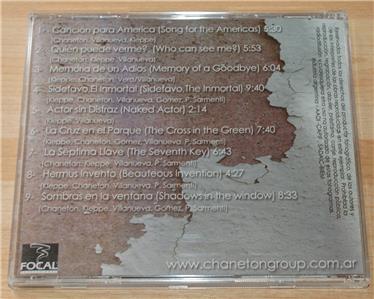 Canción para America (Song for the Americas) 5:30
(Chaneton, Villanueva, Kleppe)
2- Quien puede verme?, (Who can see me?) 5:53
(Chaneton, Kleppe, Villanueva)
3- Memoria de un Adios (Memory of a Goodbye) 6:04
(Kleppe, Chaneton, Vera/Villanueva)
4- Sidefavo,El Inmortal (Sidefavo,The Inmortal) 9:40
(Kleppe, Chaneton, Villanueva, P. Sarmenti)
5- Actor sin Disfraz (Naked Actor) 2:14
(Kleppe, Villanueva)
6- La Cruz en el Parque (The Cross in the Green) 7:40
(Kleppe, Chaneton, Gomez, Villanueva, P. Sarmenti)
7- La Séptima Llave (The Seventh Key) 6:43
(Chaneton, Kleppe, Villanueva, P. Sarmenti)
8- Hermus Invento (Beauteous Invention) 4:27
(Kleppe, Chaneton, Villanueva)
9- Sombras en la ventana (Shadows in the window) 8:33
(Chaneton, Kleppe, Villanueva, Gomez, P. Sarmenti)
FOCAL
www.chanetongroup.com.ar